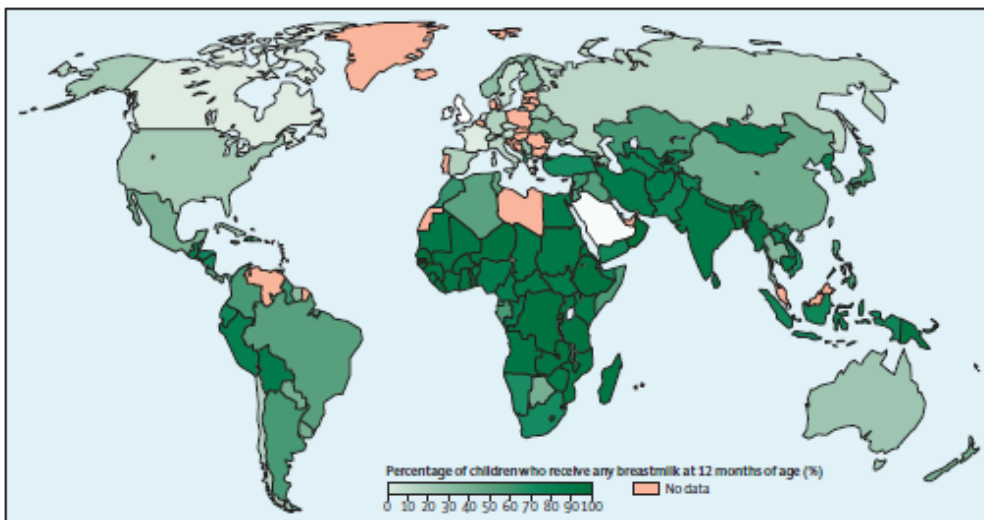 Percentage of children who receive any breastmilk at 12 months of age (%)
0 10 20 30 40 50 60 70 80 90 100
No data